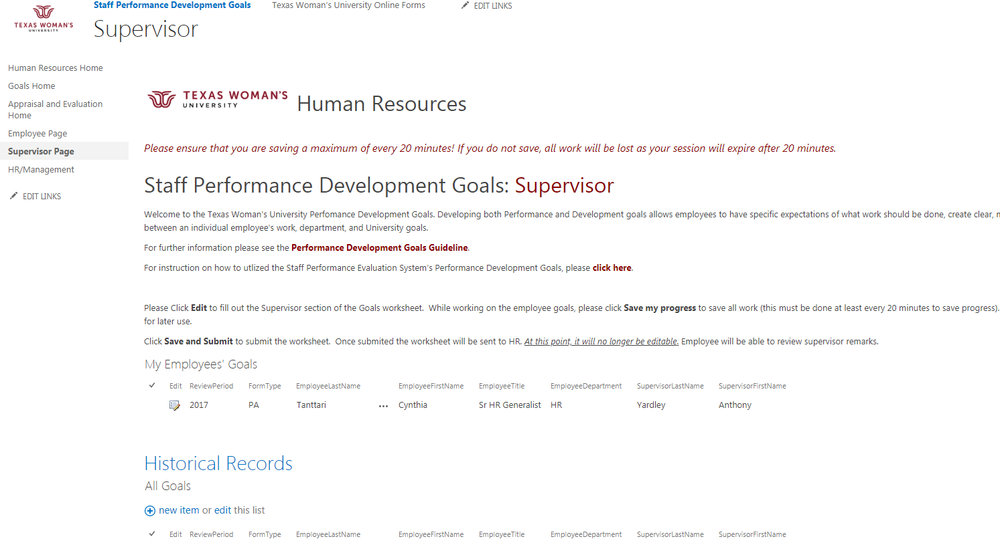 Staff Performance Development Goals Texas Woman's University Online Forms EDIT LINKS
TEXAS WOMAN'S
UNIVERSITY
Supervisor
Human Resources Home
Goals Home
Appraisal and Evaluation
Home
Employee Page
Supervisor Page
HR/Management
EDIT LINKS
TEXAS WOMAN'S
UNIVERSITY
Human Resources
Please ensure that you are saving a maximum of every 20 minutes! If you do not save, all work will be lost as your session will expire after 20 minutes.
Staff Performance Development Goals: Supervisor
Welcome to the Texas Woman's University Perfomance Development Goals. Developing both Performance and Development goals allows employees to have specific expectations of what work should be done, create clear,
between an individual employee's work, department, and University goals.
For further information please see the Performance Development Goals Guideline.
For instruction on how to utlized the Staff Performance Evaluation System's Performance Development Goals, please click here.
Please Click Edit to fill out the Supervisor section of the Goals worksheet.  While working on the employee goals, please click Save my progress to save all work (this must be done at least every 20 minutes to save progress).
for later use.
Click Save and Submit to submit the worksheet.  Once submited the worksheet will be sent to HR. At this point, it will no longer be editable. Employee will be able to review supervisor remarks.
My Employees' Goals
Edit ReviewPeriod FormType EmployeeLastName EmployeeFirstName EmployeeTitle EmployeeDepartment SupervisorLastName SupervisorFirstName
2017 PA Tanttari ... Cynthia Sr HR Generalist HR Yardley Anthony
Historical Records
All Goals
new item or edit this list
Edit ReviewPeriod FormType EmployeeLastName EmployeeFirstName EmployeeTitle EmployeeDepartment SupervisorLastName SupervisorFirstName